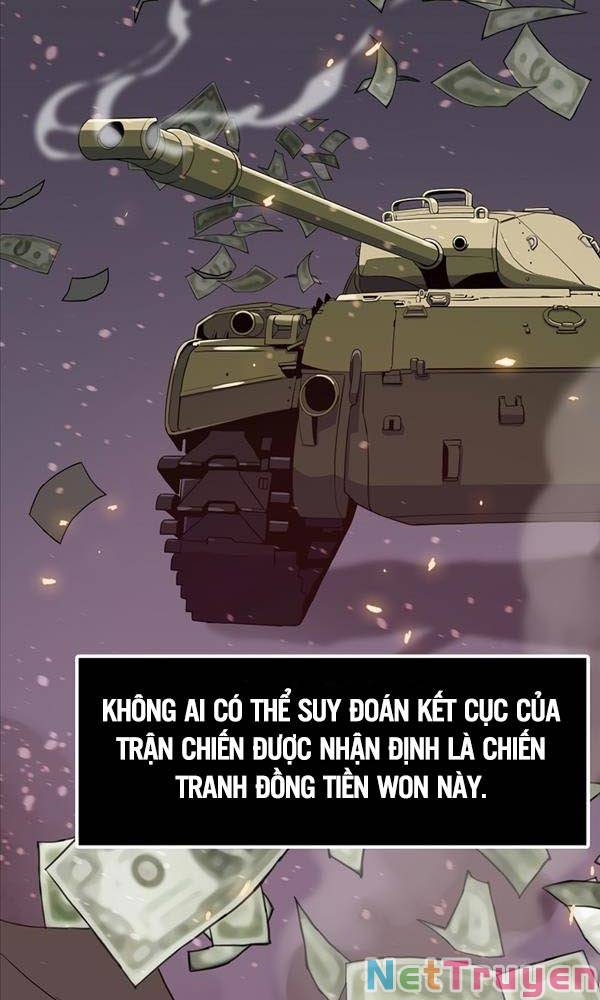 KHÔNG AI CÓ THỂ SUY ĐOÁN KẾT CỤC CỦA
TRẬN CHIẾN ĐƯỢC NHẬN ĐỊNH LÀ CHIẾN
TRANH ĐỒNG TIỀN WON NÀY.
NetTruyen